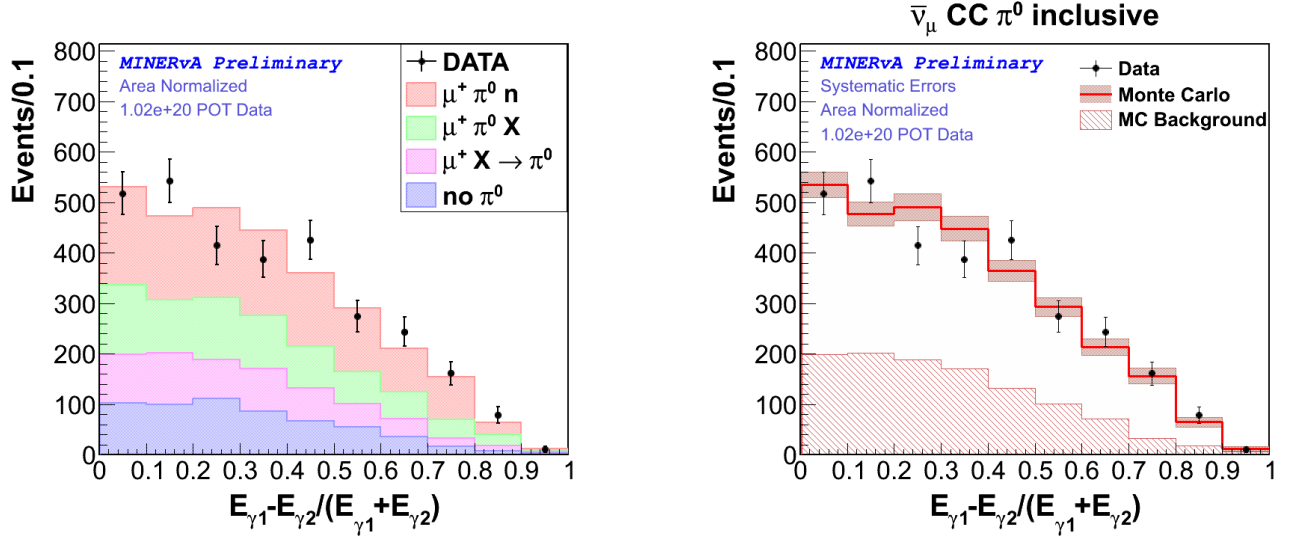 ν̅μ CC π0 inclusive
MINERvA Preliminary
Area Normalized
1.02e+20 POT Data
DATA
μ+ π0 n
μ+ π0 X
μ+ X → π0
no π0
Events/0.1
800
700
600
500
400
300
200
100
0
0 0.1 0.2 0.3 0.4 0.5 0.6 0.7 0.8 0.9 1
Eγ1-Eγ2/(Eγ1+Eγ2)
MINERvA Preliminary
Systematic Errors
Area Normalized
1.02e+20 POT Data
Data
Monte Carlo
MC Background
Events/0.1
800
700
600
500
400
300
200
100
0
0 0.1 0.2 0.3 0.4 0.5 0.6 0.7 0.8 0.9 1
Eγ1-Eγ2/(Eγ1+Eγ2)